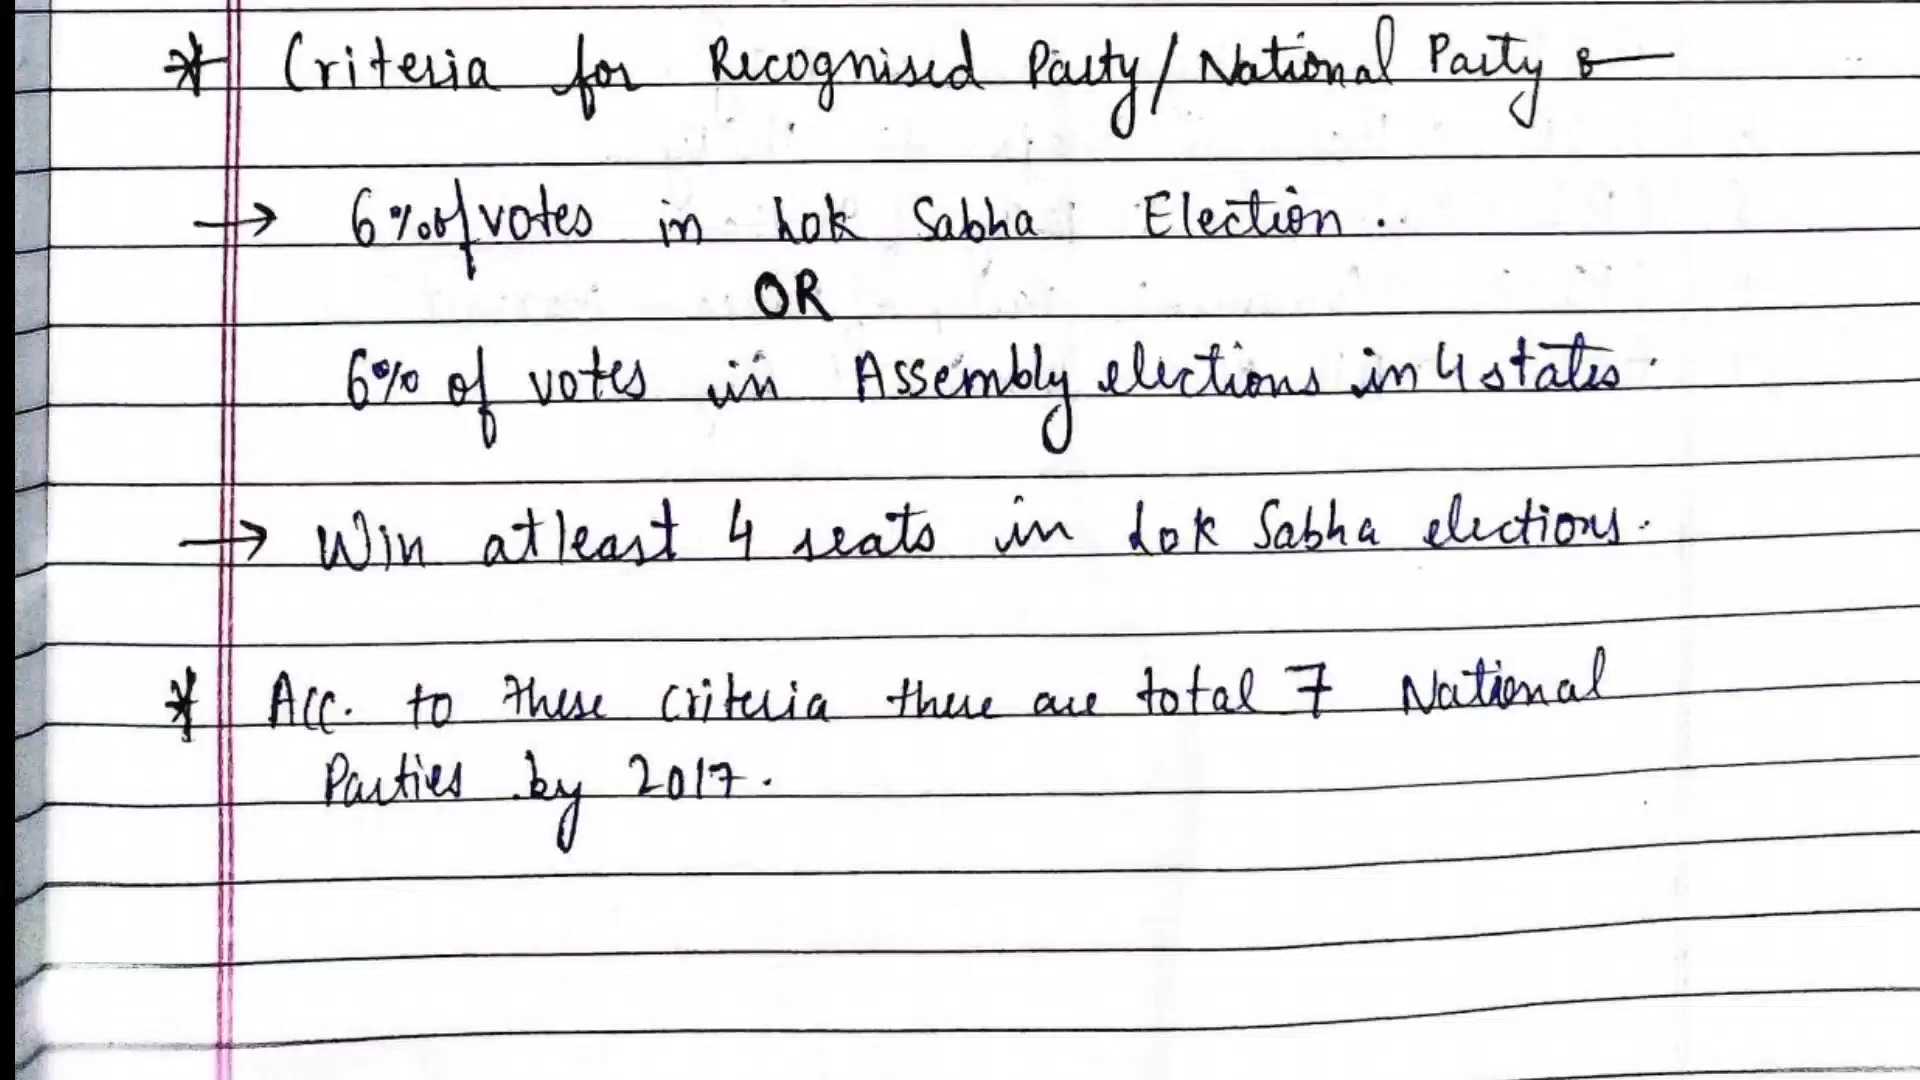 * Criteria for Recognised Party/National Party :-
→ 6% of votes in Lok Sabha Election.
OR
6% of votes in Assembly elections in 4 states.
→ Win atleast 4 seats in Lok Sabha elections.
* Acc. to these criteria there are total 7 National
Parties by 2017.